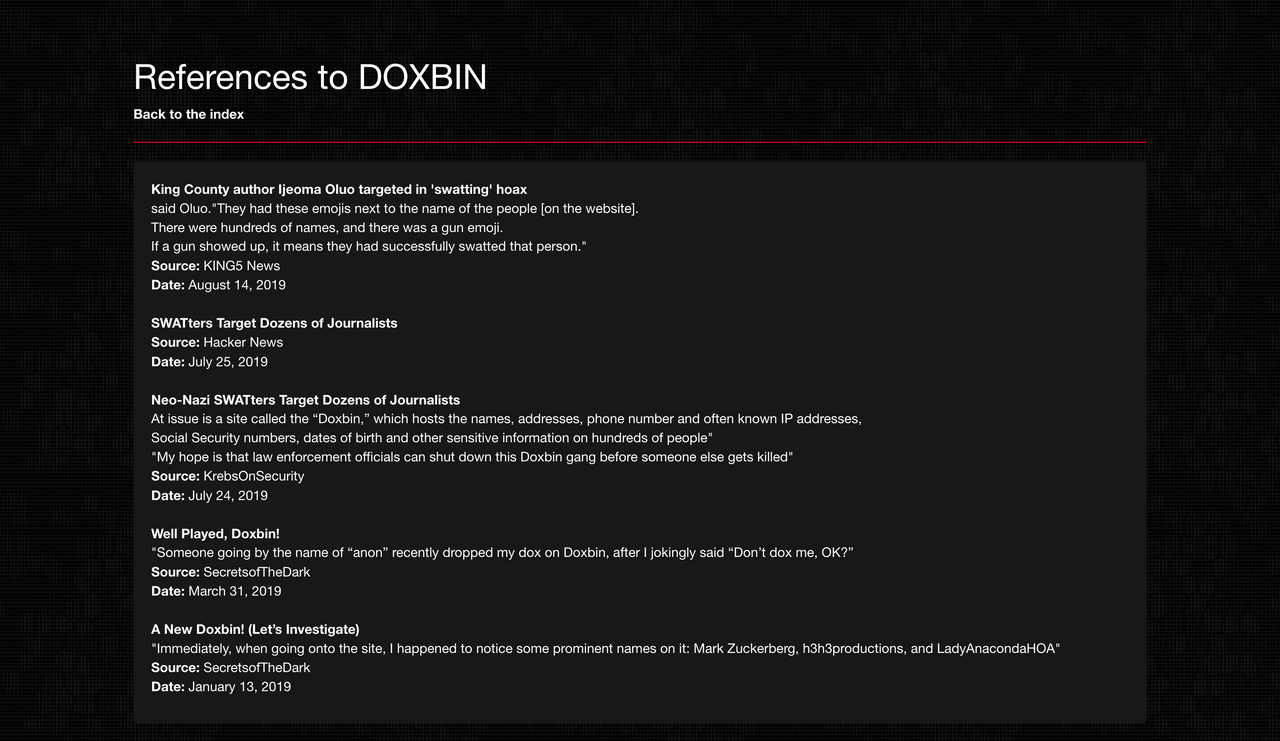 References to DOXBIN
Back to the index
King County author Ijeoma Oluo targeted in 'swatting' hoax
said Oluo."They had these emojis next to the name of the people [on the website].
There were hundreds of names, and there was a gun emoji.
If a gun showed up, it means they had successfully swatted that person."
Source: KING5 News
Date: August 14, 2019
SWATters Target Dozens of Journalists
Source: Hacker News
Date: July 25, 2019
Neo-Nazi SWATters Target Dozens of Journalists
At issue is a site called the “Doxbin,” which hosts the names, addresses, phone number and often known IP addresses,
Social Security numbers, dates of birth and other sensitive information on hundreds of people"
"My hope is that law enforcement officials can shut down this Doxbin gang before someone else gets killed"
Source: KrebsOnSecurity
Date: July 24, 2019
Well Played, Doxbin!
"Someone going by the name of “anon” recently dropped my dox on Doxbin, after I jokingly said “Don’t dox me, OK?”
Source: SecretsofTheDark
Date: March 31, 2019
A New Doxbin! (Let’s Investigate)
"Immediately, when going onto the site, I happened to notice some prominent names on it: Mark Zuckerberg, h3h3productions, and LadyAnacondaHOA"
Source: SecretsofTheDark
Date: January 13, 2019